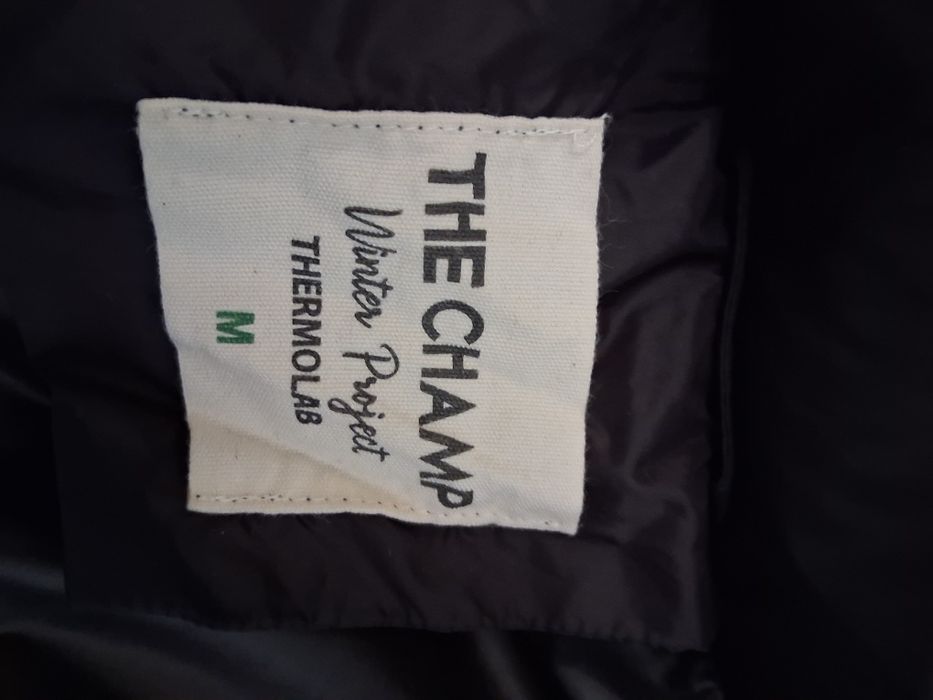 THE CHAMP
Winter Project
THERMOLAB
M